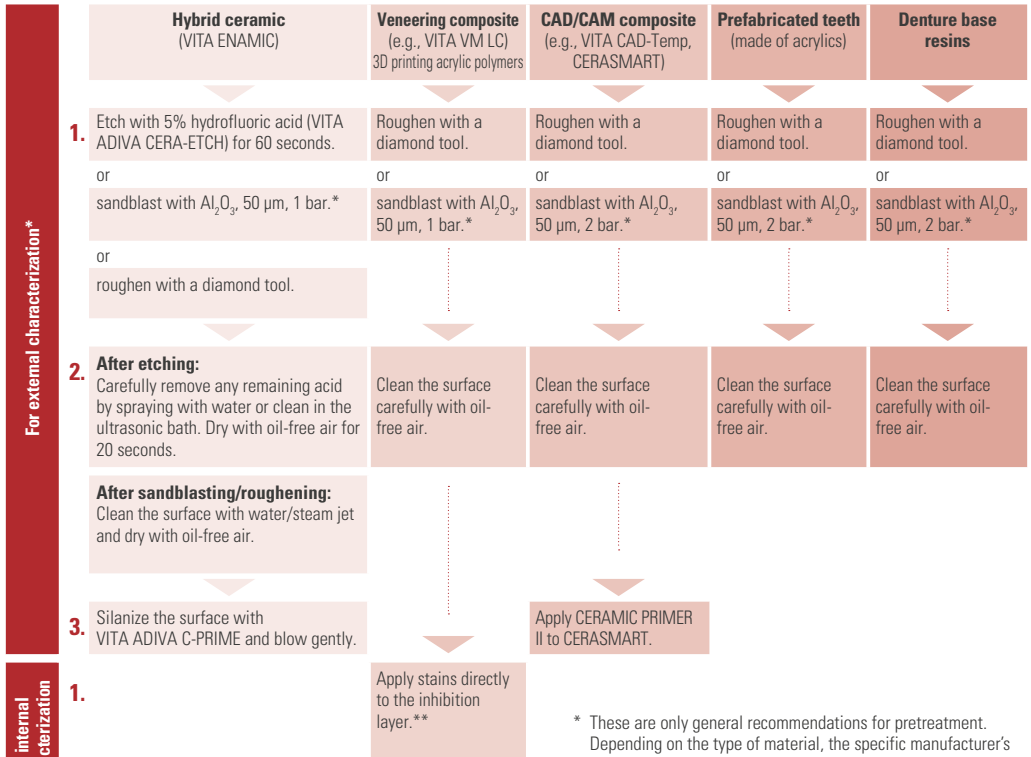 Hybrid ceramic
(VITA ENAMIC)
Veneering composite
(e.g., VITA VM LC)
3D printing acrylic polymers
CAD/CAM composite
(e.g., VITA CAD-Temp,
CERASMART)
Prefabricated teeth
(made of acrylics)
Denture base
resins
For external characterization*
1.
Etch with 5% hydrofluoric acid (VITA
ADIVA CERA-ETCH) for 60 seconds.
or
sandblast with Al₂O₃, 50 µm, 1 bar.*
or
roughen with a diamond tool.
Roughen with a
diamond tool.
or
sandblast with Al₂O₃,
50 µm, 1 bar.*
Roughen with a
diamond tool.
or
sandblast with Al₂O₃,
50 µm, 2 bar.*
Roughen with a
diamond tool.
or
sandblast with Al₂O₃,
50 µm, 2 bar.*
Roughen with a
diamond tool.
or
sandblast with Al₂O₃,
50 µm, 2 bar.*
2.
After etching:
Carefully remove any remaining acid
by spraying with water or clean in the
ultrasonic bath. Dry with oil-free air for
20 seconds.
After sandblasting/roughening:
Clean the surface with water/steam jet
and dry with oil-free air.
Clean the surface
carefully with oil-
free air.
Clean the surface
carefully with oil-
free air.
Clean the surface
carefully with oil-
free air.
Clean the surface
carefully with oil-
free air.
3.
Silanize the surface with
VITA ADIVA C-PRIME and blow gently.
Apply CERAMIC PRIMER
II to CERASMART.
internal
cterization
1.
Apply stains directly
to the inhibition
layer.**
* These are only general recommendations for pretreatment.
Depending on the type of material, the specific manufacturer's